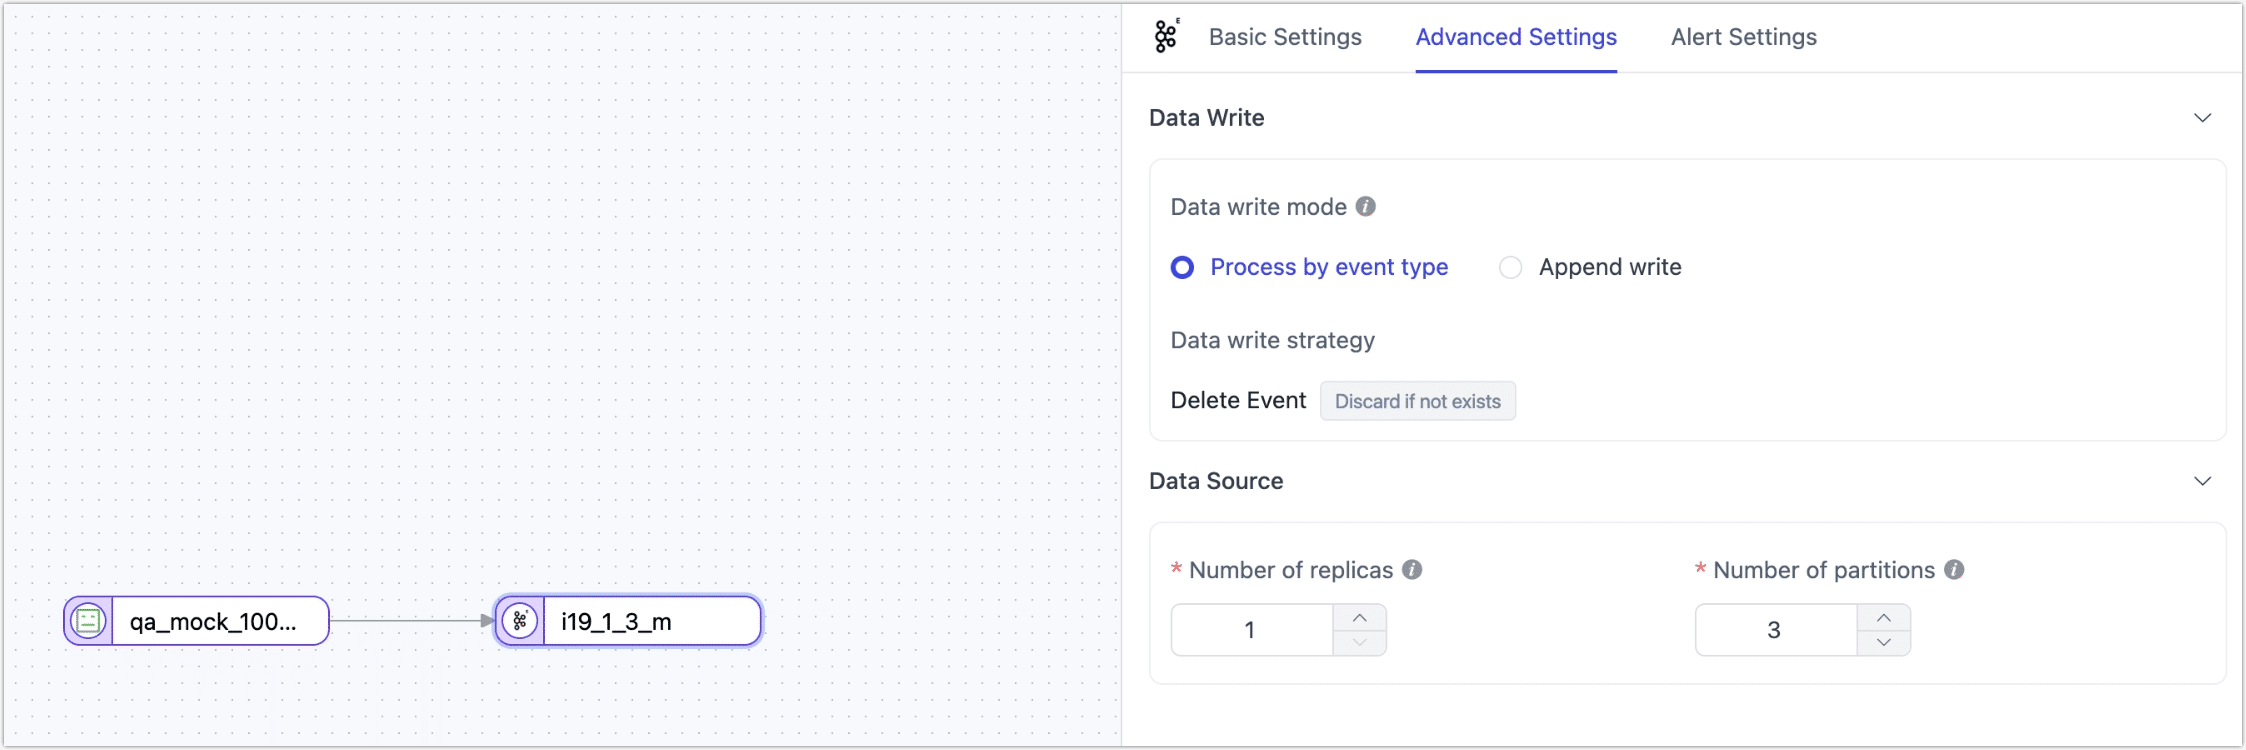 E
Basic Settings Advanced Settings Alert Settings
Data Write
Data write mode
Process by event type Append write
Data write strategy
Delete Event Discard if not exists
Data Source
* Number of replicas * Number of partitions
1 3
qa_mock_100... i19_1_3_m